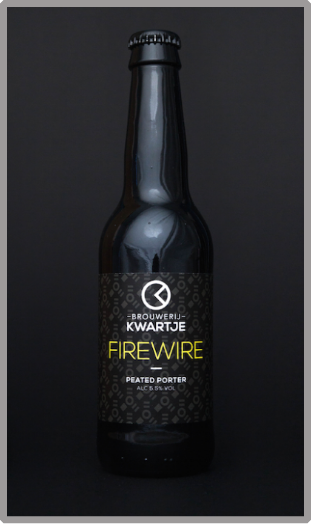 -BROUWERIJ-
KWARTJE
FIREWIRE
PEATED PORTER
ALC 6.5% VOL